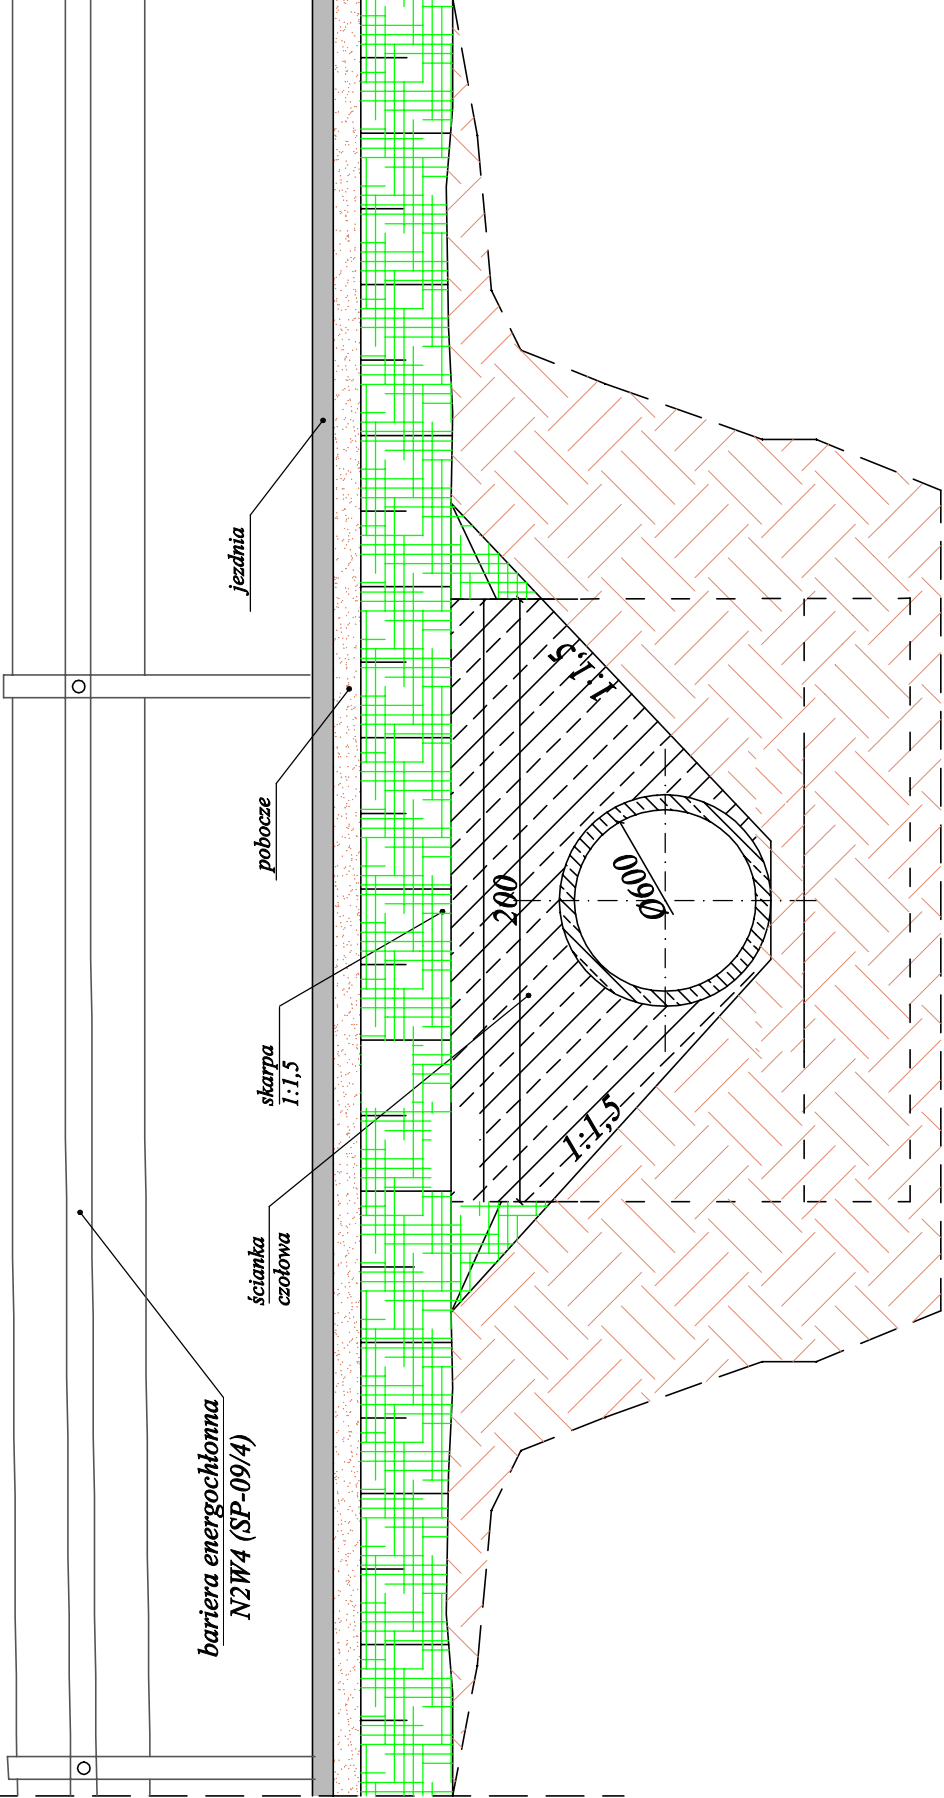 bariera energochłonna
N2W4 (SP-09/4)
ścianka
czołowa
skarpa
1:1,5
pobocze
jezdnia
1:1,5
200
Ø600
1:1,5